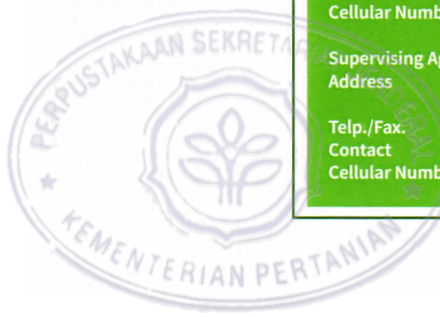 Cellular Numb
Supervising Ag
Address
Telp./Fax.
Contact
Cellular Numb
PERPUSTAKAAN SEKRETA
KEMENTERIAN PERTANIAN